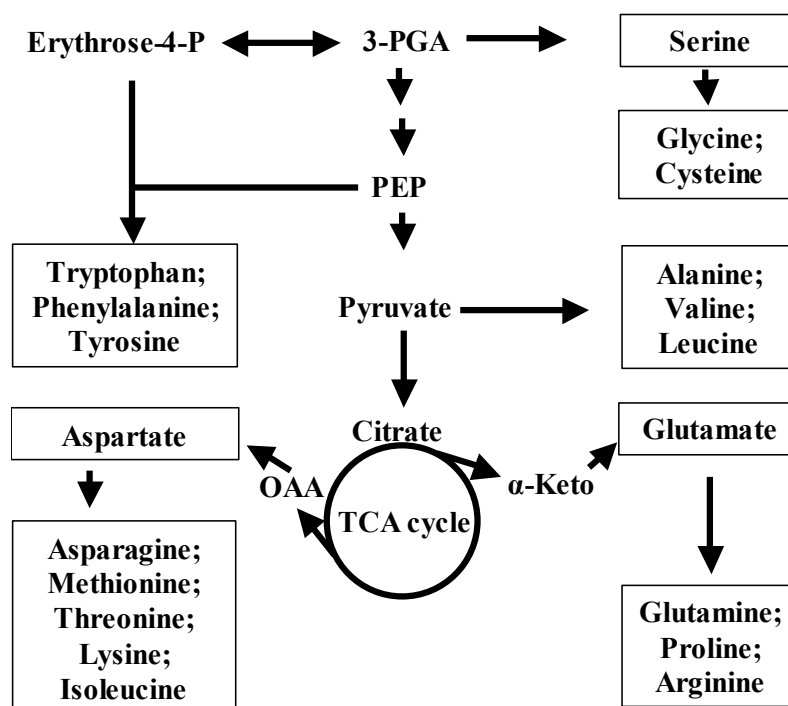 Erythrose-4-P
3-PGA
Serine
Glycine;
Cysteine
PEP
Tryptophan;
Phenylalanine;
Tyrosine
Pyruvate
Alanine;
Valine;
Leucine
Aspartate
Citrate
Glutamate
OAA
α-Keto
TCA cycle
Asparagine;
Methionine;
Threonine;
Lysine;
Isoleucine
Glutamine;
Proline;
Arginine